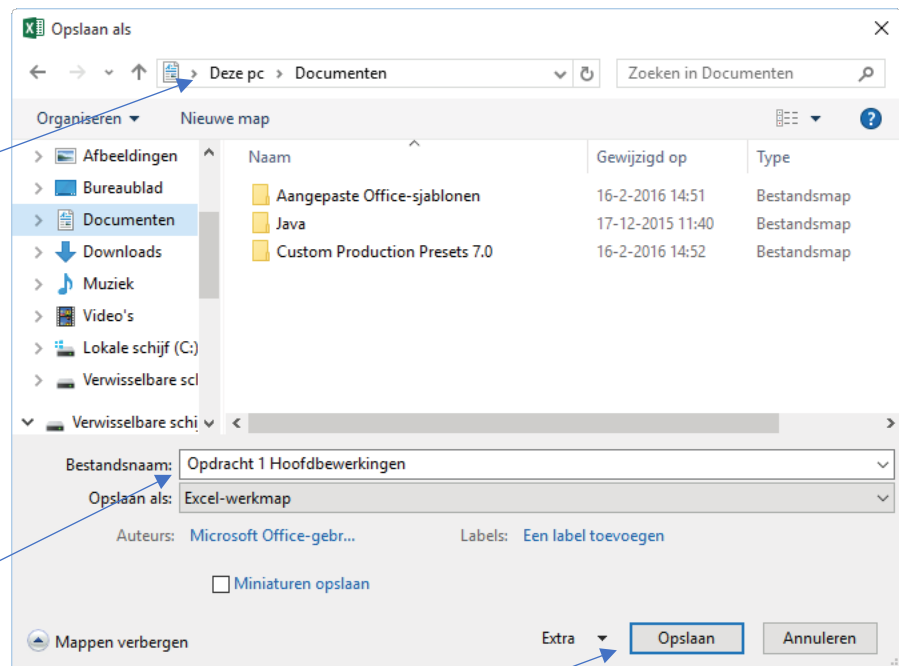 Opslaan als
Deze pc > Documenten
Zoeken in Documenten
Organiseren
Nieuwe map
?
Naam
Gewijzigd op
Type
Afbeeldingen
Bureaublad
Documenten
Downloads
Muziek
Video's
Lokale schijf (C:)
Verwisselbare scl
Verwisselbare schij
Aangepaste Office-sjablonen 16-2-2016 14:51 Bestandsmap
Java 17-12-2015 11:40 Bestandsmap
Custom Production Presets 7.0 16-2-2016 14:52 Bestandsmap
Bestandsnaam: Opdracht 1 Hoofdbewerkingen
Opslaan als: Excel-werkmap
Auteurs: Microsoft Office-gebr... Labels: Een label toevoegen
Miniaturen opslaan
Mappen verbergen
Extra
Opslaan
Annuleren